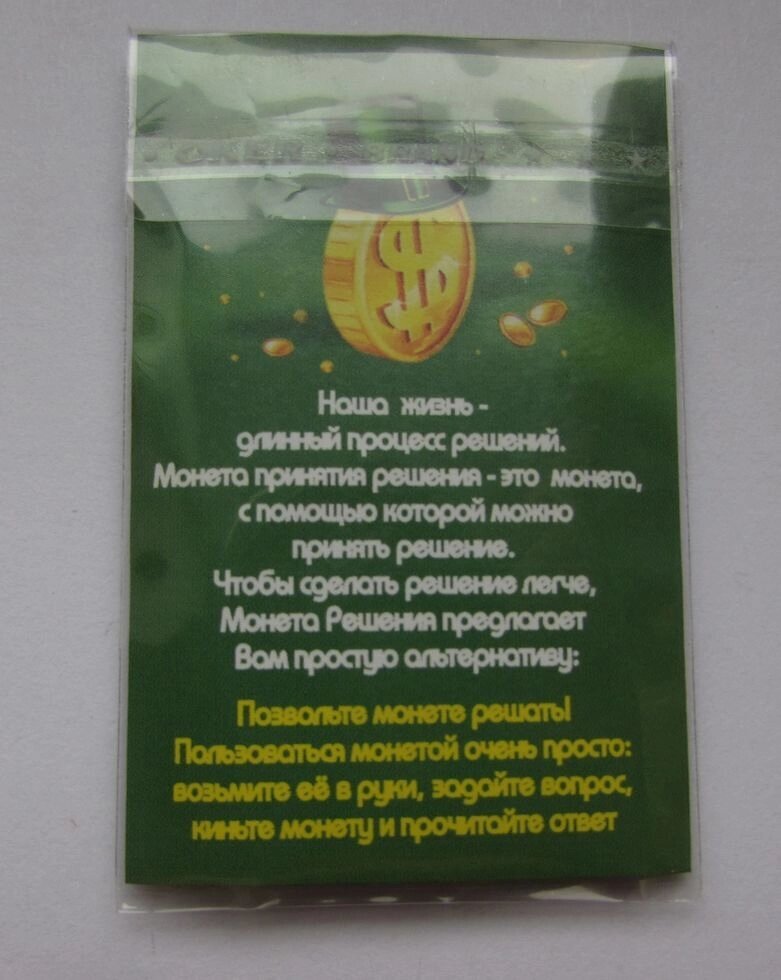 $
Наша жизнь -
длинный процесс решений.
Монета принятия решения - это монета,
с помощью которой можно
принять решение.
Чтобы сделать решение легче,
Монета Решения предлагает
Вам простую альтернативу:
Позвольте монете решать!
Пользоваться монетой очень просто:
возьмите её в руки, задайте вопрос,
киньте монету и прочитайте ответ